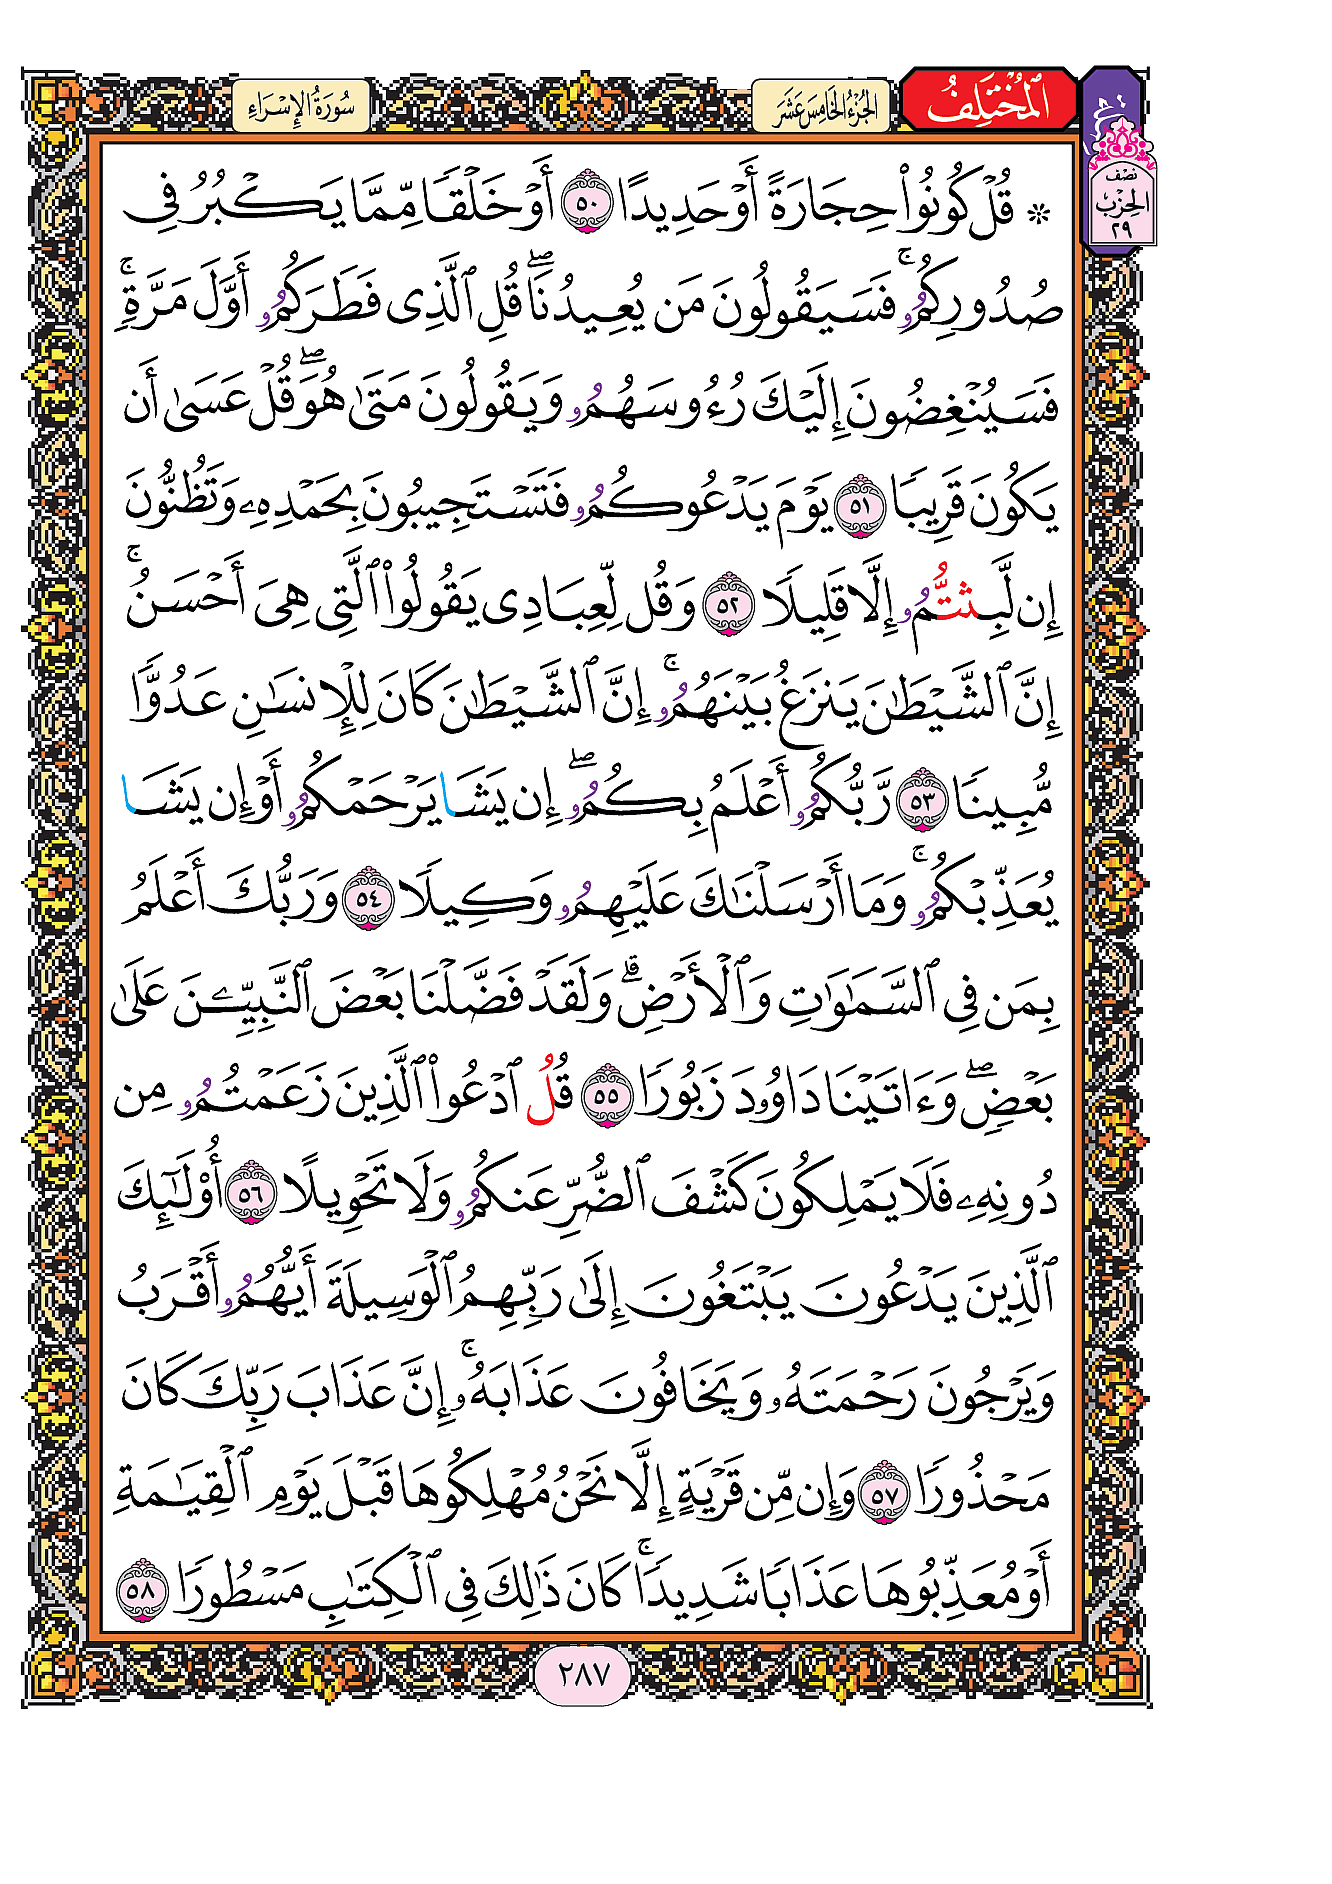 المُخْتَلِفُ
الجُزْءُ الخَامِسَ عَشَرَ
سُورَةُ الإِسْرَاءِ
نصْف
الحِزْبِ
٢٩
۞ قُلْ كُونُواْ حِجَارَةً أَوْ حَدِيدًا ٥٠ أَوْ خَلْقًا مِّمَّا يَكْبُرُ فِى
صُدُورِكُمُۥۚ فَسَيَقُولُونَ مَن يُعِيدُنَاۖ قُلِ ٱلَّذِى فَطَرَكُمُۥ أَوَّلَ مَرَّةٍۚ
فَسَيُنْغِضُونَ إِلَيْكَ رُءُوسَهُمُۥ وَيَقُولُونَ مَتَىٰ هُوَۖ قُلْ عَسَىٰ أَن
يَكُونَ قَرِيبًا ٥١ يَوْمَ يَدْعُوكُمُۥ فَتَسْتَجِيبُونَ بِحَمْدِهِۦ وَتَظُنُّونَ
إِن لَّبِثتُّمُۥ إِلَّا قَلِيلًا ٥٢ وَقُل لِّعِبَادِى يَقُولُواْ ٱلَّتِى هِىَ أَحْسَنُۚ
إِنَّ ٱلشَّيْطَٰنَ يَنزَغُ بَيْنَهُمُۥۚ إِنَّ ٱلشَّيْطَٰنَ كَانَ لِلْإِنسَٰنِ عَدُوًّا
مُّبِينًا ٥٣ رَّبُّكُمُۥ أَعْلَمُ بِكُمُۥۖ إِن يَشَا يَرْحَمْكُمُۥ أَوْ إِن يَشَا
يُعَذِّبْكُمُۥۚ وَمَا أَرْسَلْنَٰكَ عَلَيْهِمُۥ وَكِيلًا ٥٤ وَرَبُّكَ أَعْلَمُ
بِمَن فِى ٱلسَّمَٰوَٰتِ وَٱلْأَرْضِۗ وَلَقَدْ فَضَّلْنَا بَعْضَ ٱلنَّبِيِّـۧنَ عَلَىٰ
بَعْضٍۖ وَءَاتَيْنَا دَاوُۥدَ زَبُورًا ٥٥ قُلُ ٱدْعُواْ ٱلَّذِينَ زَعَمْتُمُۥ مِن
دُونِهِۦ فَلَا يَمْلِكُونَ كَشْفَ ٱلضُّرِّ عَنكُمُۥ وَلَا تَحْوِيلًا ٥٦ أُوْلَٰٓئِكَ
ٱلَّذِينَ يَدْعُونَ يَبْتَغُونَ إِلَىٰ رَبِّهِمُ ٱلْوَسِيلَةَ أَيُّهُمُۥ أَقْرَبُ
وَيَرْجُونَ رَحْمَتَهُۥ وَيَخَافُونَ عَذَابَهُۥۚ إِنَّ عَذَابَ رَبِّكَ كَانَ
مَحْذُورًا ٥٧ وَإِن مِّن قَرْيَةٍ إِلَّا نَحْنُ مُهْلِكُوهَا قَبْلَ يَوْمِ ٱلْقِيَٰمَةِ
أَوْ مُعَذِّبُوهَا عَذَابًا شَدِيدًاۚ كَانَ ذَٰلِكَ فِى ٱلْكِتَٰبِ مَسْطُورًا ٥٨
٢٨٧